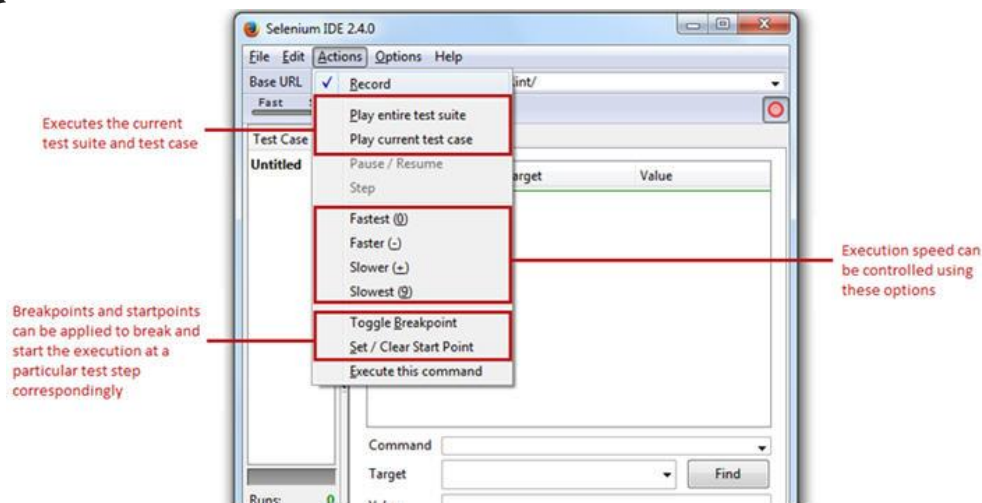 Selenium IDE 2.4.0
File Edit Actions Options Help
Base URL
int/
Fast
Record
Play entire test suite
Play current test case
Pause / Resume
Step
Fastest (0)
Faster (-)
Slower (+)
Slowest (9)
Toggle Breakpoint
Set / Clear Start Point
Execute this command
Test Case
Untitled
arget Value
Command
Target Find
Runs: 0
Executes the current
test suite and test case
Execution speed can
be controlled using
these options
Breakpoints and startpoints
can be applied to break and
start the execution at a
particular test step
correspondingly